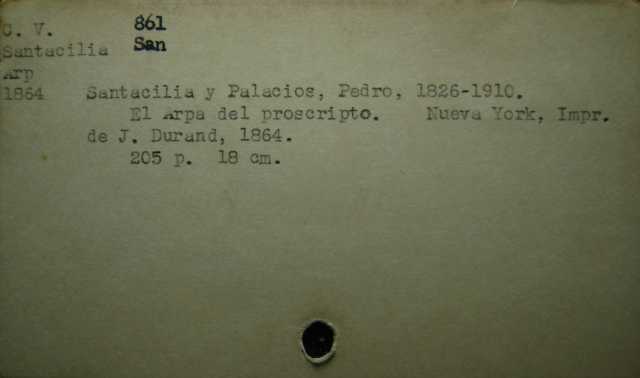 C. V. 861
Santacilia San
Arp
1864 Santacilia y Palacios, Pedro, 1826-1910.
El Arpa del proscripto. Nueva York, Impr.
de J. Durand, 1864.
205 p. 18 cm.